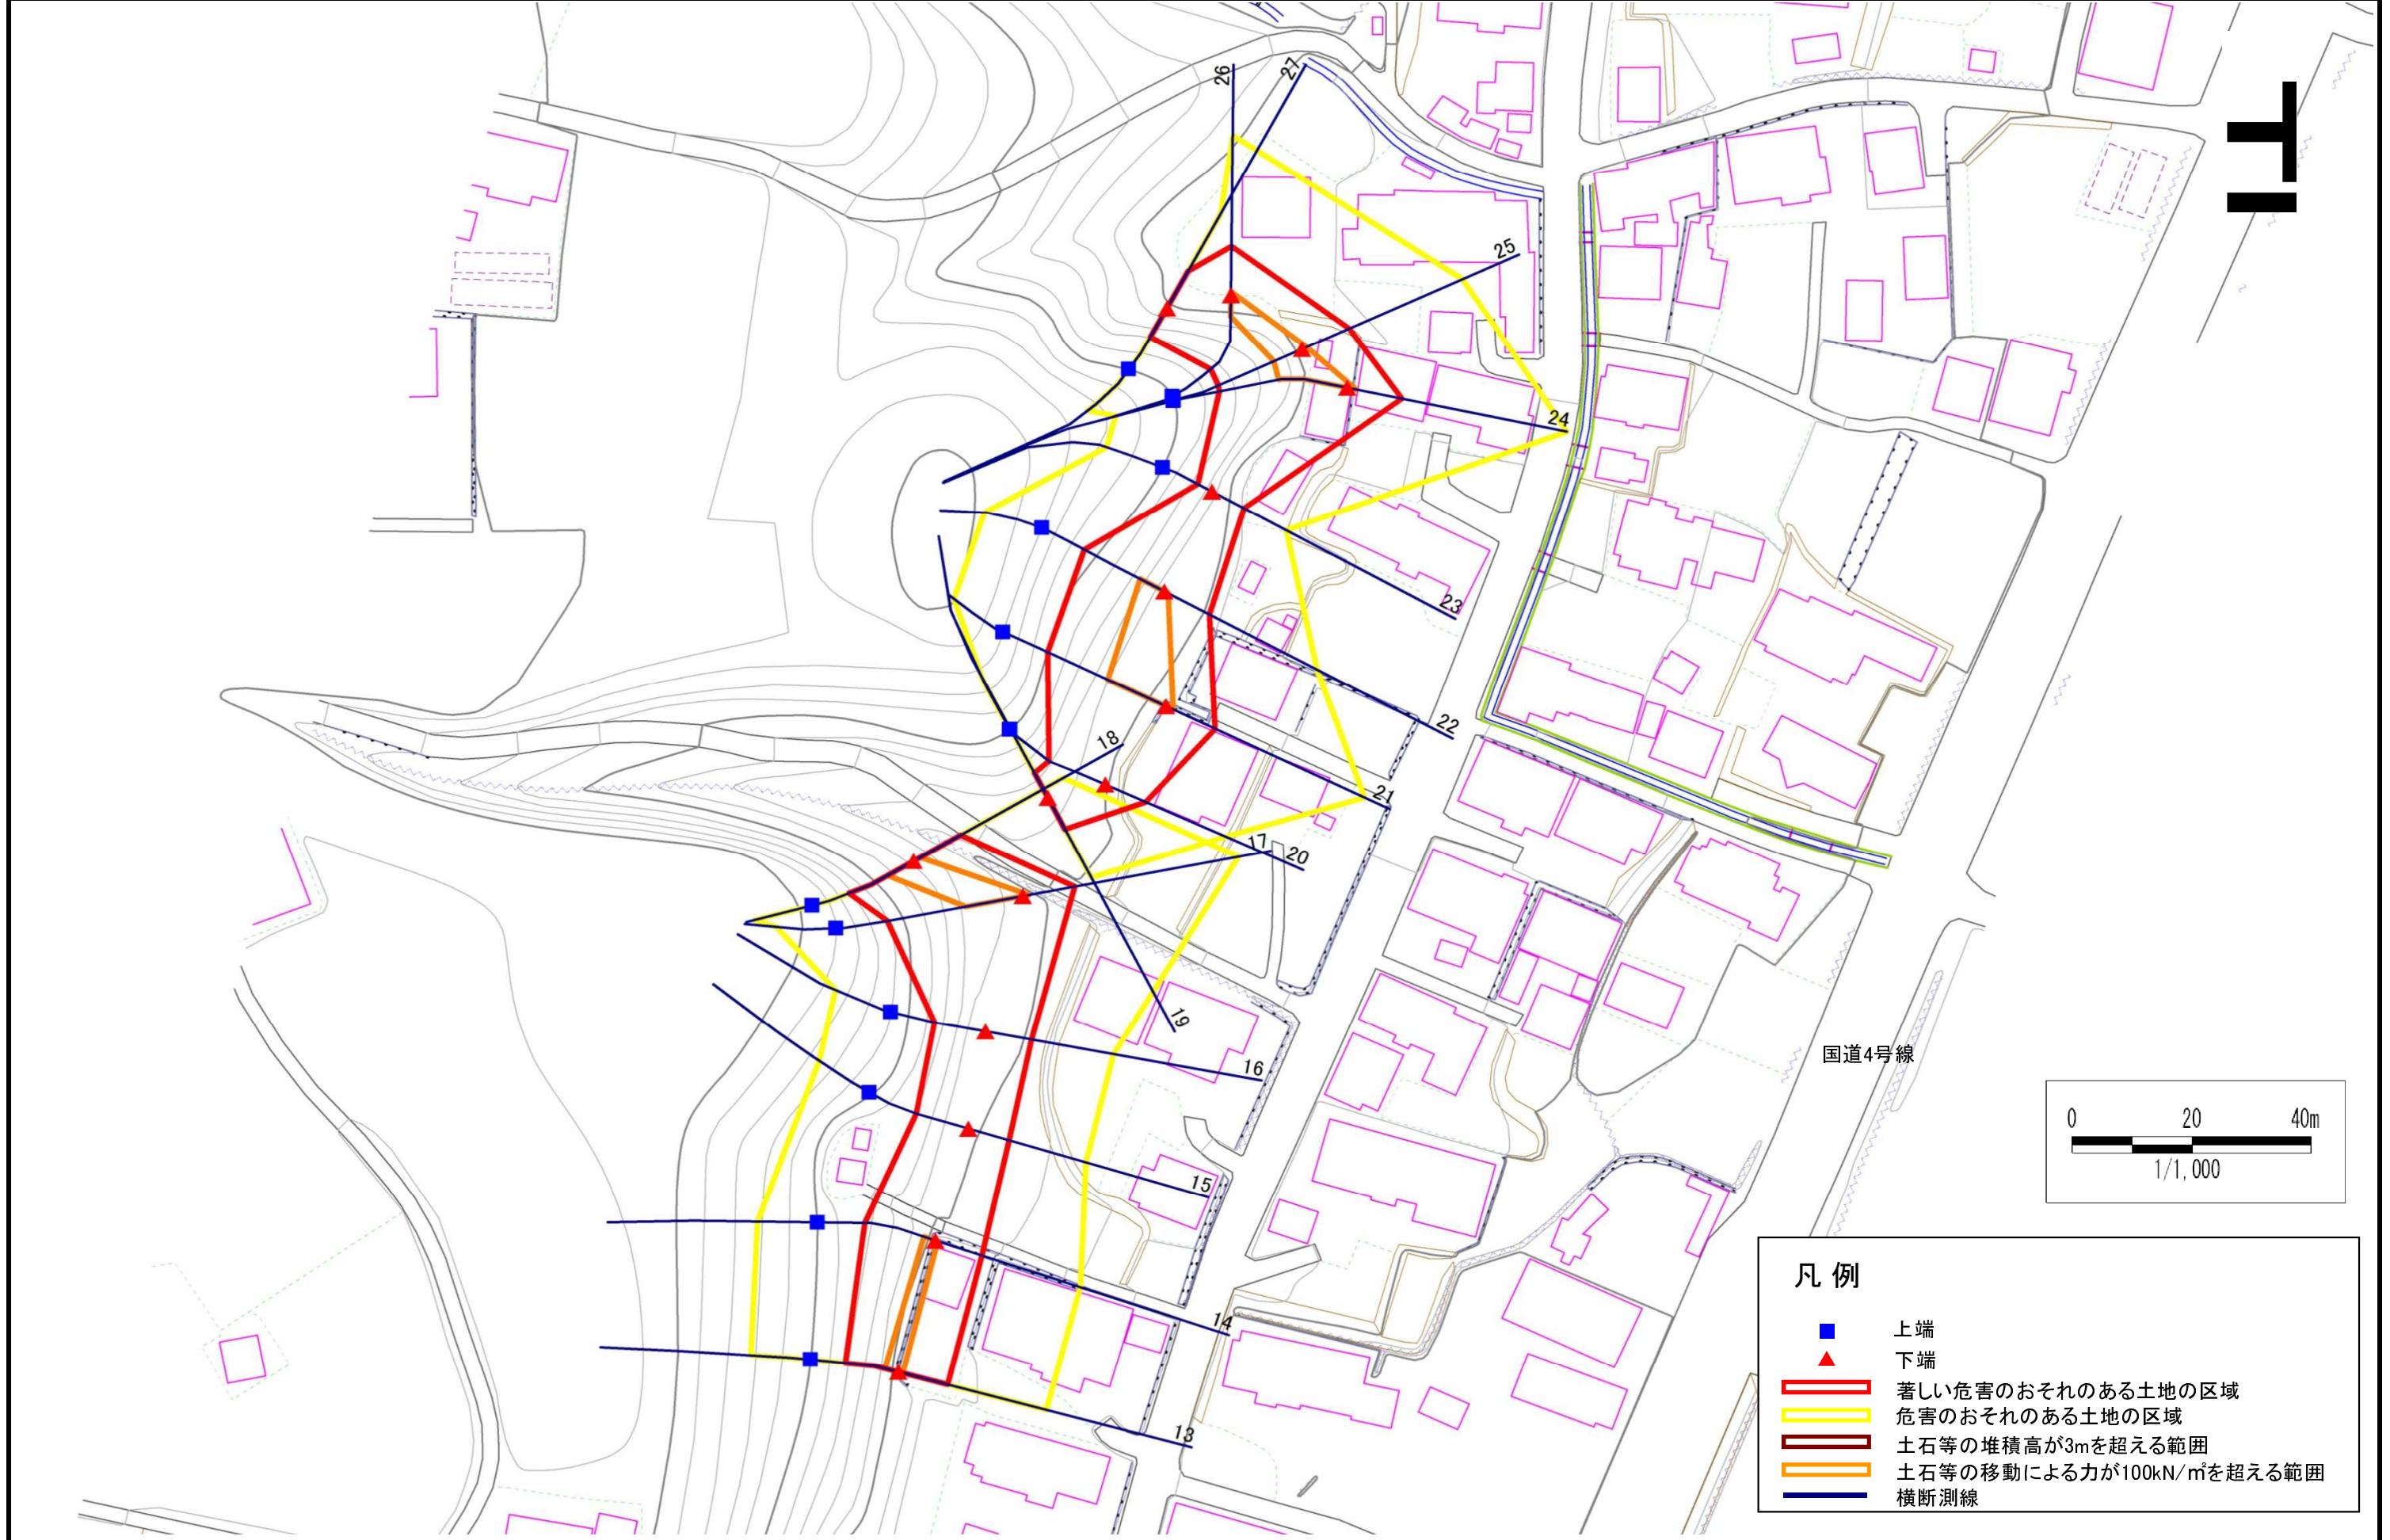 26
27
25
24
23
22
21
18
17
20
19
16
15
14
13
国道4号線
0 20 40m
1/1,000
凡 例
上端
下端
著しい危害のおそれのある土地の区域
危害のおそれのある土地の区域
土石等の堆積高が3mを超える範囲
土石等の移動による力が100kN/㎡を超える範囲
横断測線